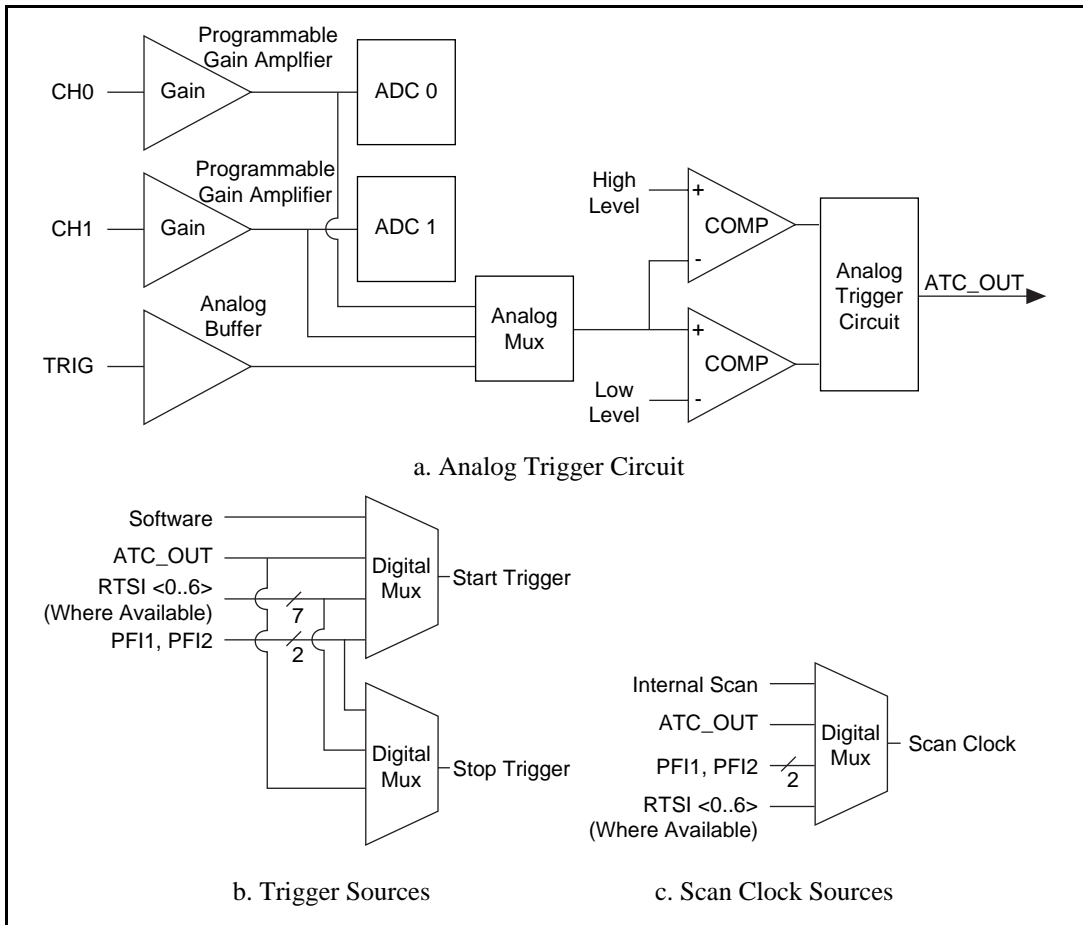 Programmable
Gain Amplfier
CH0
Gain
ADC 0
Programmable
Gain Amplifier
CH1
Gain
ADC 1
Analog
Buffer
TRIG
Analog
Mux
High
Level
+
-
COMP
+
-
COMP
Low
Level
Analog
Trigger
Circuit
ATC_OUT
a. Analog Trigger Circuit
Software
ATC_OUT
RTSI <0..6>
(Where Available)
7
PFI1, PFI2
2
Digital
Mux
Start Trigger
Digital
Mux
Stop Trigger
b. Trigger Sources
Internal Scan
ATC_OUT
PFI1, PFI2
2
RTSI <0..6>
(Where Available)
Digital
Mux
Scan Clock
c. Scan Clock Sources